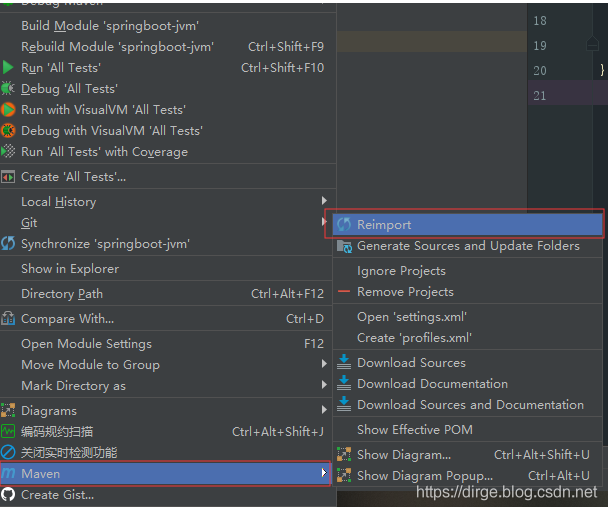 Debug Maven
Build Module 'springboot-jvm'
Rebuild Module 'springboot-jvm' Ctrl+Shift+F9
Run 'All Tests' Ctrl+Shift+F10
Debug 'All Tests'
Run with VisualVM 'All Tests'
Debug with VisualVM 'All Tests'
Run 'All Tests' with Coverage
Create 'All Tests'...
Local History
Git
Synchronize 'springboot-jvm'
Show in Explorer
Directory Path Ctrl+Alt+F12
Compare With... Ctrl+D
Open Module Settings F12
Move Module to Group
Mark Directory as
Diagrams
编码规约扫描 Ctrl+Alt+Shift+J
关闭实时检测功能
Maven
Create Gist...
18
19
20 }
21
Reimport
Generate Sources and Update Folders
Ignore Projects
Remove Projects
Open 'settings.xml'
Create 'profiles.xml'
Download Sources
Download Documentation
Download Sources and Documentation
Show Effective POM
Show Diagram... Ctrl+Alt+Shift+U
Show Diagram Popup... Ctrl+Alt+U
https://dirge.blog.csdn.net